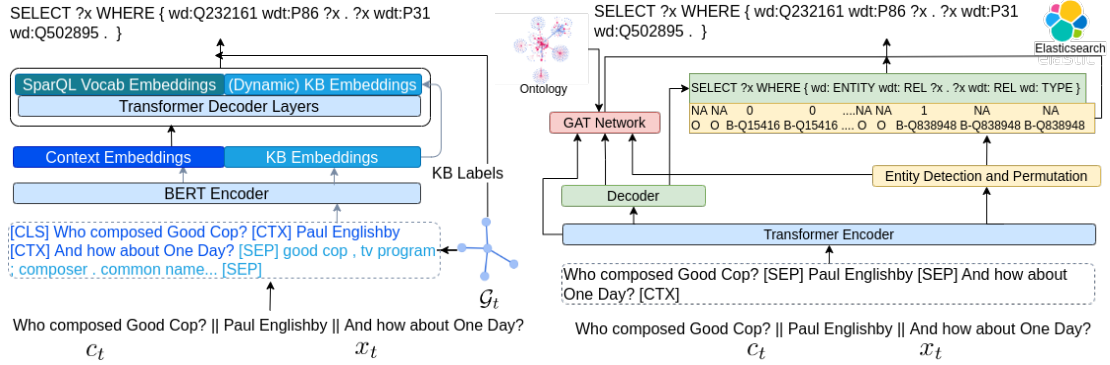 SELECT ?x WHERE { wd:Q232161 wdt:P86 ?x . ?x wdt:P31
wd:Q502895 . }
SparQL Vocab Embeddings
(Dynamic) KB Embeddings
Transformer Decoder Layers
Context Embeddings
KB Embeddings
BERT Encoder
KB Labels
[CLS] Who composed Good Cop? [CTX] Paul Englishby
[CTX] And how about One Day? [SEP] good cop , tv program
, composer . common name... [SEP]
𝒢t
Who composed Good Cop? || Paul Englishby || And how about One Day?
ct
xt
SELECT ?x WHERE { wd:Q232161 wdt:P86 ?x . ?x wdt:P31
wd:Q502895 . }
Ontology
Elasticsearch
elastic
SELECT ?x WHERE { wd: ENTITY wdt: REL ?x . ?x wdt: REL wd: TYPE }
NA NA 0 0 ....NA NA 1 NA NA
O O B-Q15416 B-Q15416 .... O O B-Q838948 B-Q838948 B-Q838948
GAT Network
Entity Detection and Permutation
Decoder
Transformer Encoder
Who composed Good Cop? [SEP] Paul Englishby [SEP] And how about
One Day? [CTX]
Who composed Good Cop? || Paul Englishby || And how about One Day?
ct
xt